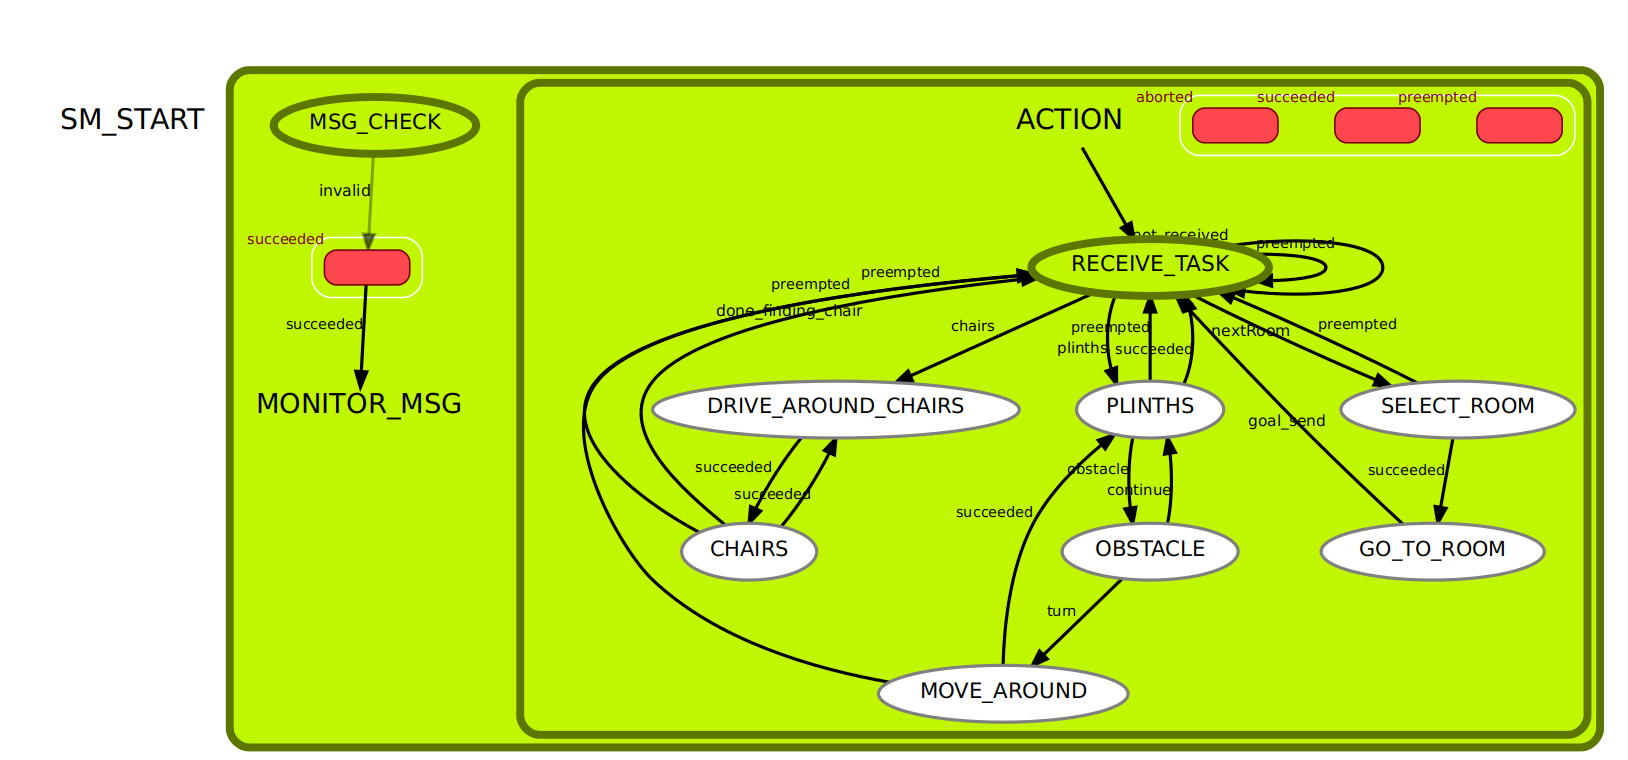 aborted
succeeded
preempted
SM_START
MSG_CHECK
ACTION
invalid
succeeded
not_received
preempted
RECEIVE_TASK
preempted
preempted
done_finding_chair
succeeded
chairs
preempted
nextRoom
preempted
plinths
succeeded
MONITOR_MSG
DRIVE_AROUND_CHAIRS
PLINTHS
SELECT_ROOM
goal_send
succeeded
obstacle
succeeded
succeeded
continue
succeeded
CHAIRS
OBSTACLE
GO_TO_ROOM
turn
MOVE_AROUND